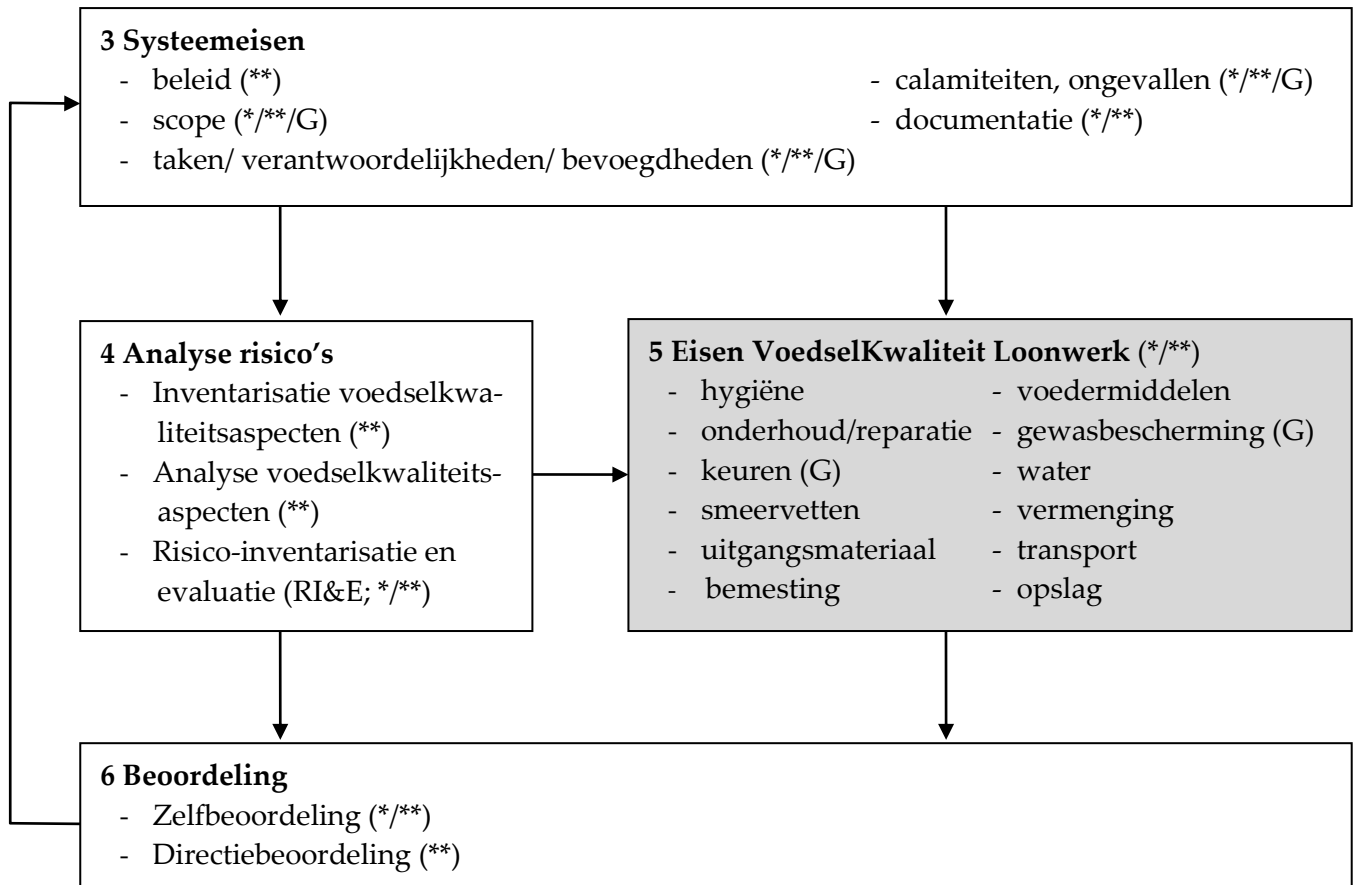 3 Systeemeisen
- beleid (**)
- scope (*/**/G)
- taken/ verantwoordelijkheden/ bevoegdheden (*/**/G)
- calamiteiten, ongevallen (*/**/G)
- documentatie (*/**)
4 Analyse risico’s
- Inventarisatie voedselkwa-
liteitsaspecten (**)
- Analyse voedselkwaliteits-
aspecten (**)
- Risico-inventarisatie en
evaluatie (RI&E; */**)
5 Eisen VoedselKwaliteit Loonwerk (*/**)
- hygiëne
- onderhoud/reparatie
- keuren (G)
- smeervetten
- uitgangsmateriaal
- bemesting
- voedermiddelen
- gewasbescherming (G)
- water
- vermenging
- transport
- opslag
6 Beoordeling
- Zelfbeoordeling (*/**)
- Directiebeoordeling (**)